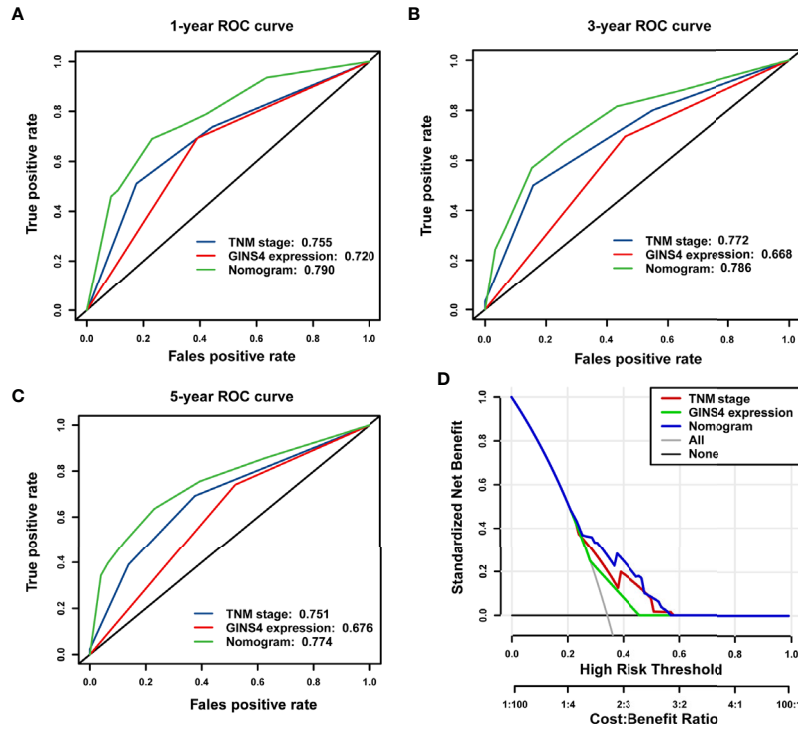 A
1-year ROC curve
True positive rate
1.0
0.8
0.6
0.4
0.2
0.0
TNM stage: 0.755
GINS4 expression: 0.720
Nomogram: 0.790
0.0 0.2 0.4 0.6 0.8 1.0
Fales positive rate
B
3-year ROC curve
True positive rate
1.0
0.8
0.6
0.4
0.2
0.0
TNM stage: 0.772
GINS4 expression: 0.668
Nomogram: 0.786
0.0 0.2 0.4 0.6 0.8 1.0
Fales positive rate
C
5-year ROC curve
True positive rate
1.0
0.8
0.6
0.4
0.2
0.0
TNM stage: 0.751
GINS4 expression: 0.676
Nomogram: 0.774
0.0 0.2 0.4 0.6 0.8 1.0
Fales positive rate
D
Standardized Net Benefit
1.0
0.8
0.6
0.4
0.2
0.0
TNM stage
GINS4 expression
Nomogram
All
None
0.0 0.2 0.4 0.6 0.8 1.0
High Risk Threshold
1:100 1:4 2:3 3:2 4:1 100:1
Cost:Benefit Ratio